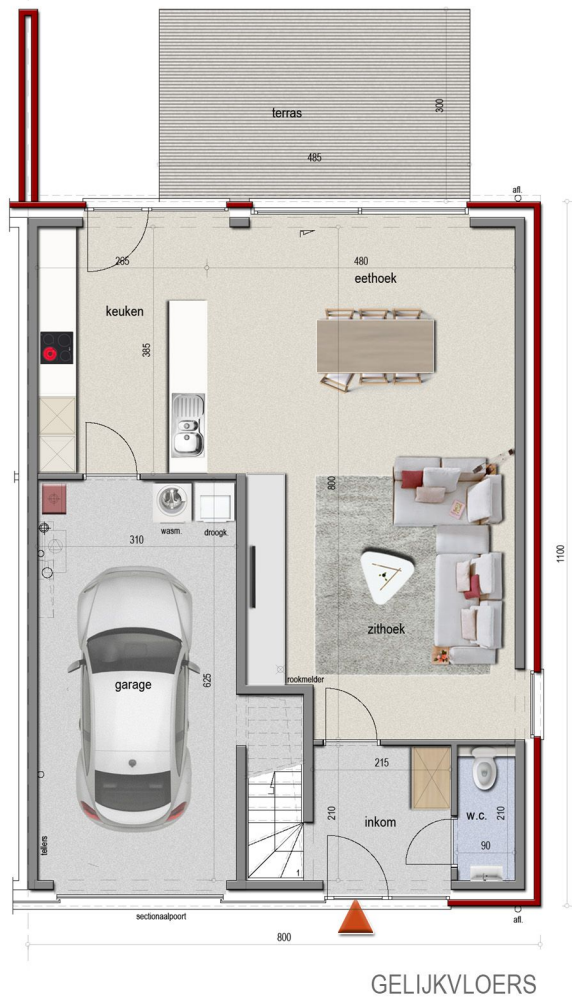 300
terras
485
afl.
265
480
eethoek
keuken
385
800
wasm.
droogk.
310
1100
zithoek
rookmelder
garage
625
215
210
inkom
w.c.
210
90
tellers
1
sectionaalpoort
afl.
800
GELIJKVLOERS